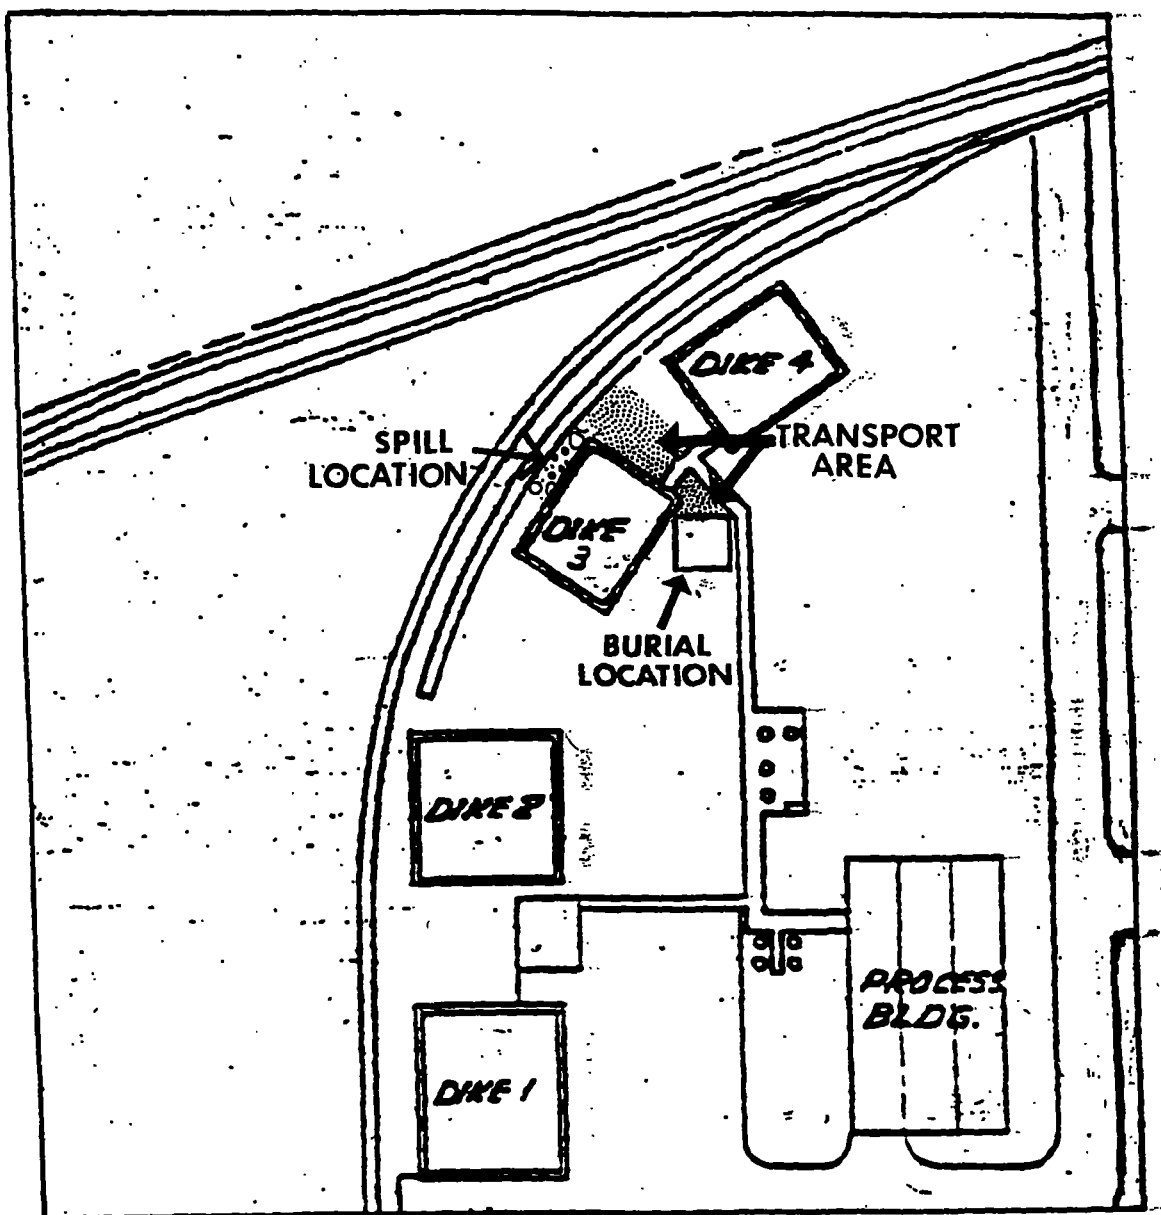 DIKE 4
SPILL
LOCATION
TRANSPORT
AREA
DIKE
3
BURIAL
LOCATION
DIKE 2
PROCESS
BLDG.
DIKE 1